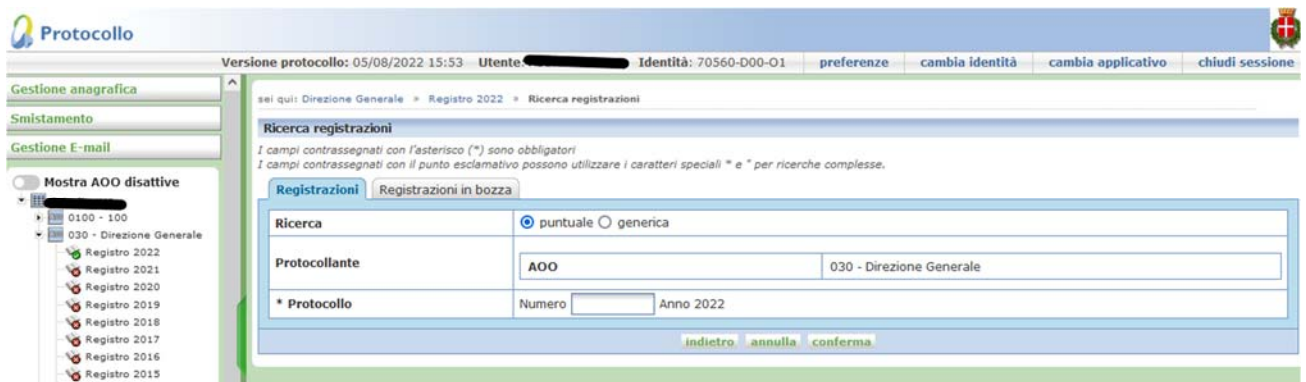 Protocollo
Versione protocollo: 05/08/2022 15:53 Utente: Identità: 70560-D00-O1 preferenze cambia identità cambia applicativo chiudi sessione
Gestione anagrafica
Smistamento
Gestione E-mail
Mostra AOO disattive
0100 - 100
030 - Direzione Generale
Registro 2022
Registro 2021
Registro 2020
Registro 2019
Registro 2018
Registro 2017
Registro 2016
Registro 2015
sei qui: Direzione Generale » Registro 2022 » Ricerca registrazioni
Ricerca registrazioni
I campi contrassegnati con l'asterisco (*) sono obbligatori
I campi contrassegnati con il punto esclamativo possono utilizzare i caratteri speciali * e " per ricerche complesse.
Registrazioni Registrazioni in bozza
Ricerca puntuale generica
Protocollante AOO 030 - Direzione Generale
* Protocollo Numero Anno 2022
indietro annulla conferma